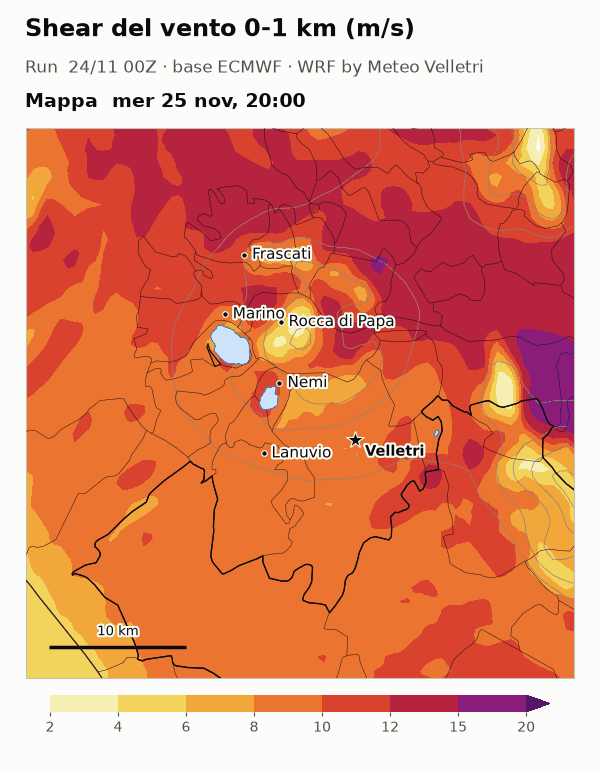 Shear del vento 0-1 km (m/s)
Run  24/11 00Z · base ECMWF · WRF by Meteo Velletri
Mappa  mer 25 nov, 20:00
Frascati
Marino
Rocca di Papa
Nemi
Velletri
Lanuvio
10 km
2 4 6 8 10 12 15 20